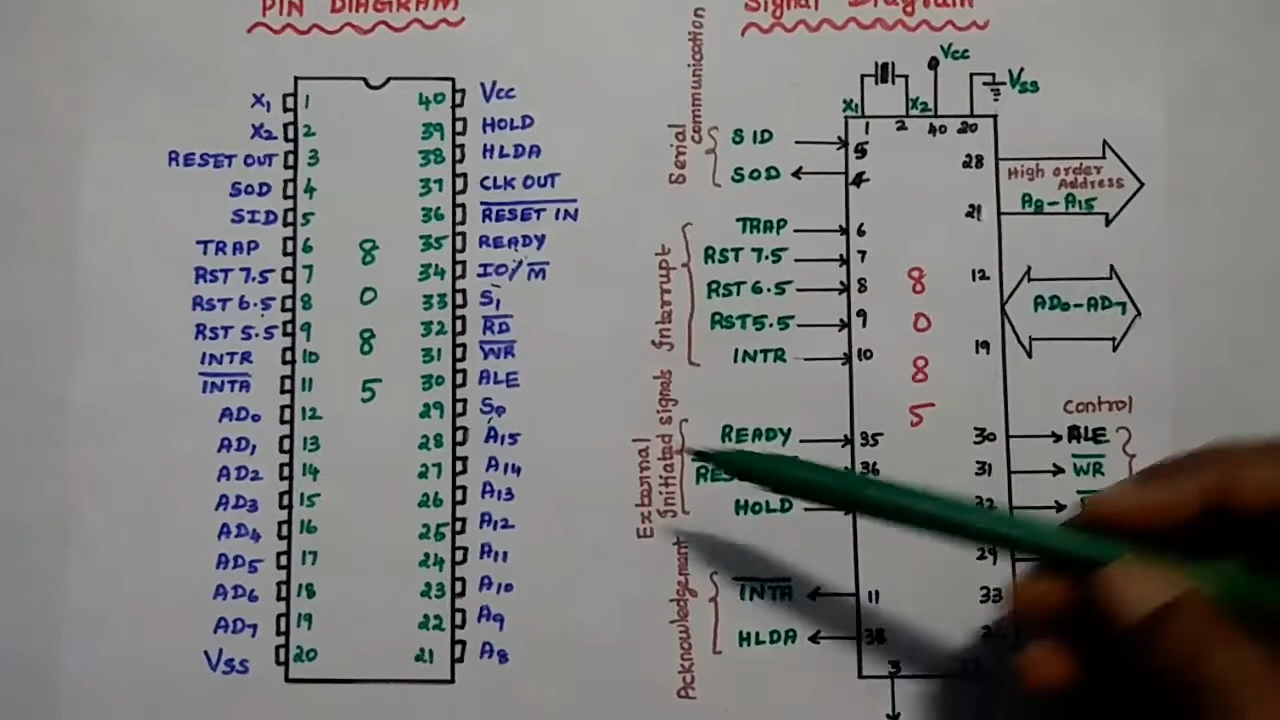 PIN DIAGRAM
X1 1 40 Vcc
X2 2 39 HOLD
RESET OUT 3 38 HLDA
SOD 4 37 CLK OUT
SID 5 36 RESET IN
TRAP 6 35 READY
RST 7.5 7 34 IO/M
RST 6.5 8 33 S1
RST 5.5 9 32 RD
INTR 10 31 WR
INTA 11 30 ALE
AD0 12 29 S0
AD1 13 28 A15
AD2 14 27 A14
AD3 15 26 A13
AD4 16 25 A12
AD5 17 24 A11
AD6 18 23 A10
AD7 19 22 A9
Vss 20 21 A8
8
0
8
5
Signal Diagram
Vcc
Vss
X1 X2
1 2 40 20
Serial communication
SID 5
SOD 4
Interrupt
TRAP 6
RST 7.5 7
RST 6.5 8
RST 5.5 9
INTR 10
External Initiated signals
READY 35
36
HOLD
Acknowledgement
INTA 11
HLDA 38
3
8
0
8
5
28
High order
Address
A8-A15
21
12
AD0-AD7
19
Control
30 ALE
31 WR
32
29
33